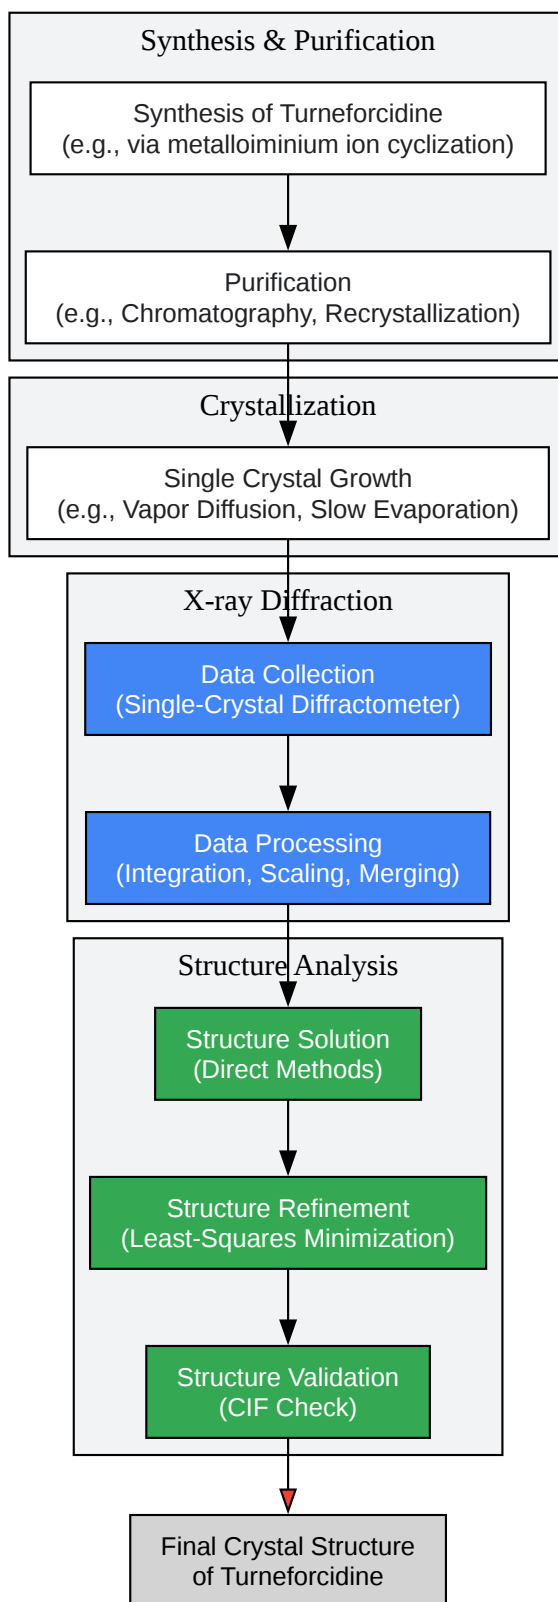 Synthesis & Purification
Synthesis of Turneforcidine
(e.g., via metalloiminium ion cyclization)
Purification
(e.g., Chromatography, Recrystallization)
Crystallization
Single Crystal Growth
(e.g., Vapor Diffusion, Slow Evaporation)
X-ray Diffraction
Data Collection
(Single-Crystal Diffractometer)
Data Processing
(Integration, Scaling, Merging)
Structure Analysis
Structure Solution
(Direct Methods)
Structure Refinement
(Least-Squares Minimization)
Structure Validation
(CIF Check)
Final Crystal Structure
of Turneforcidine